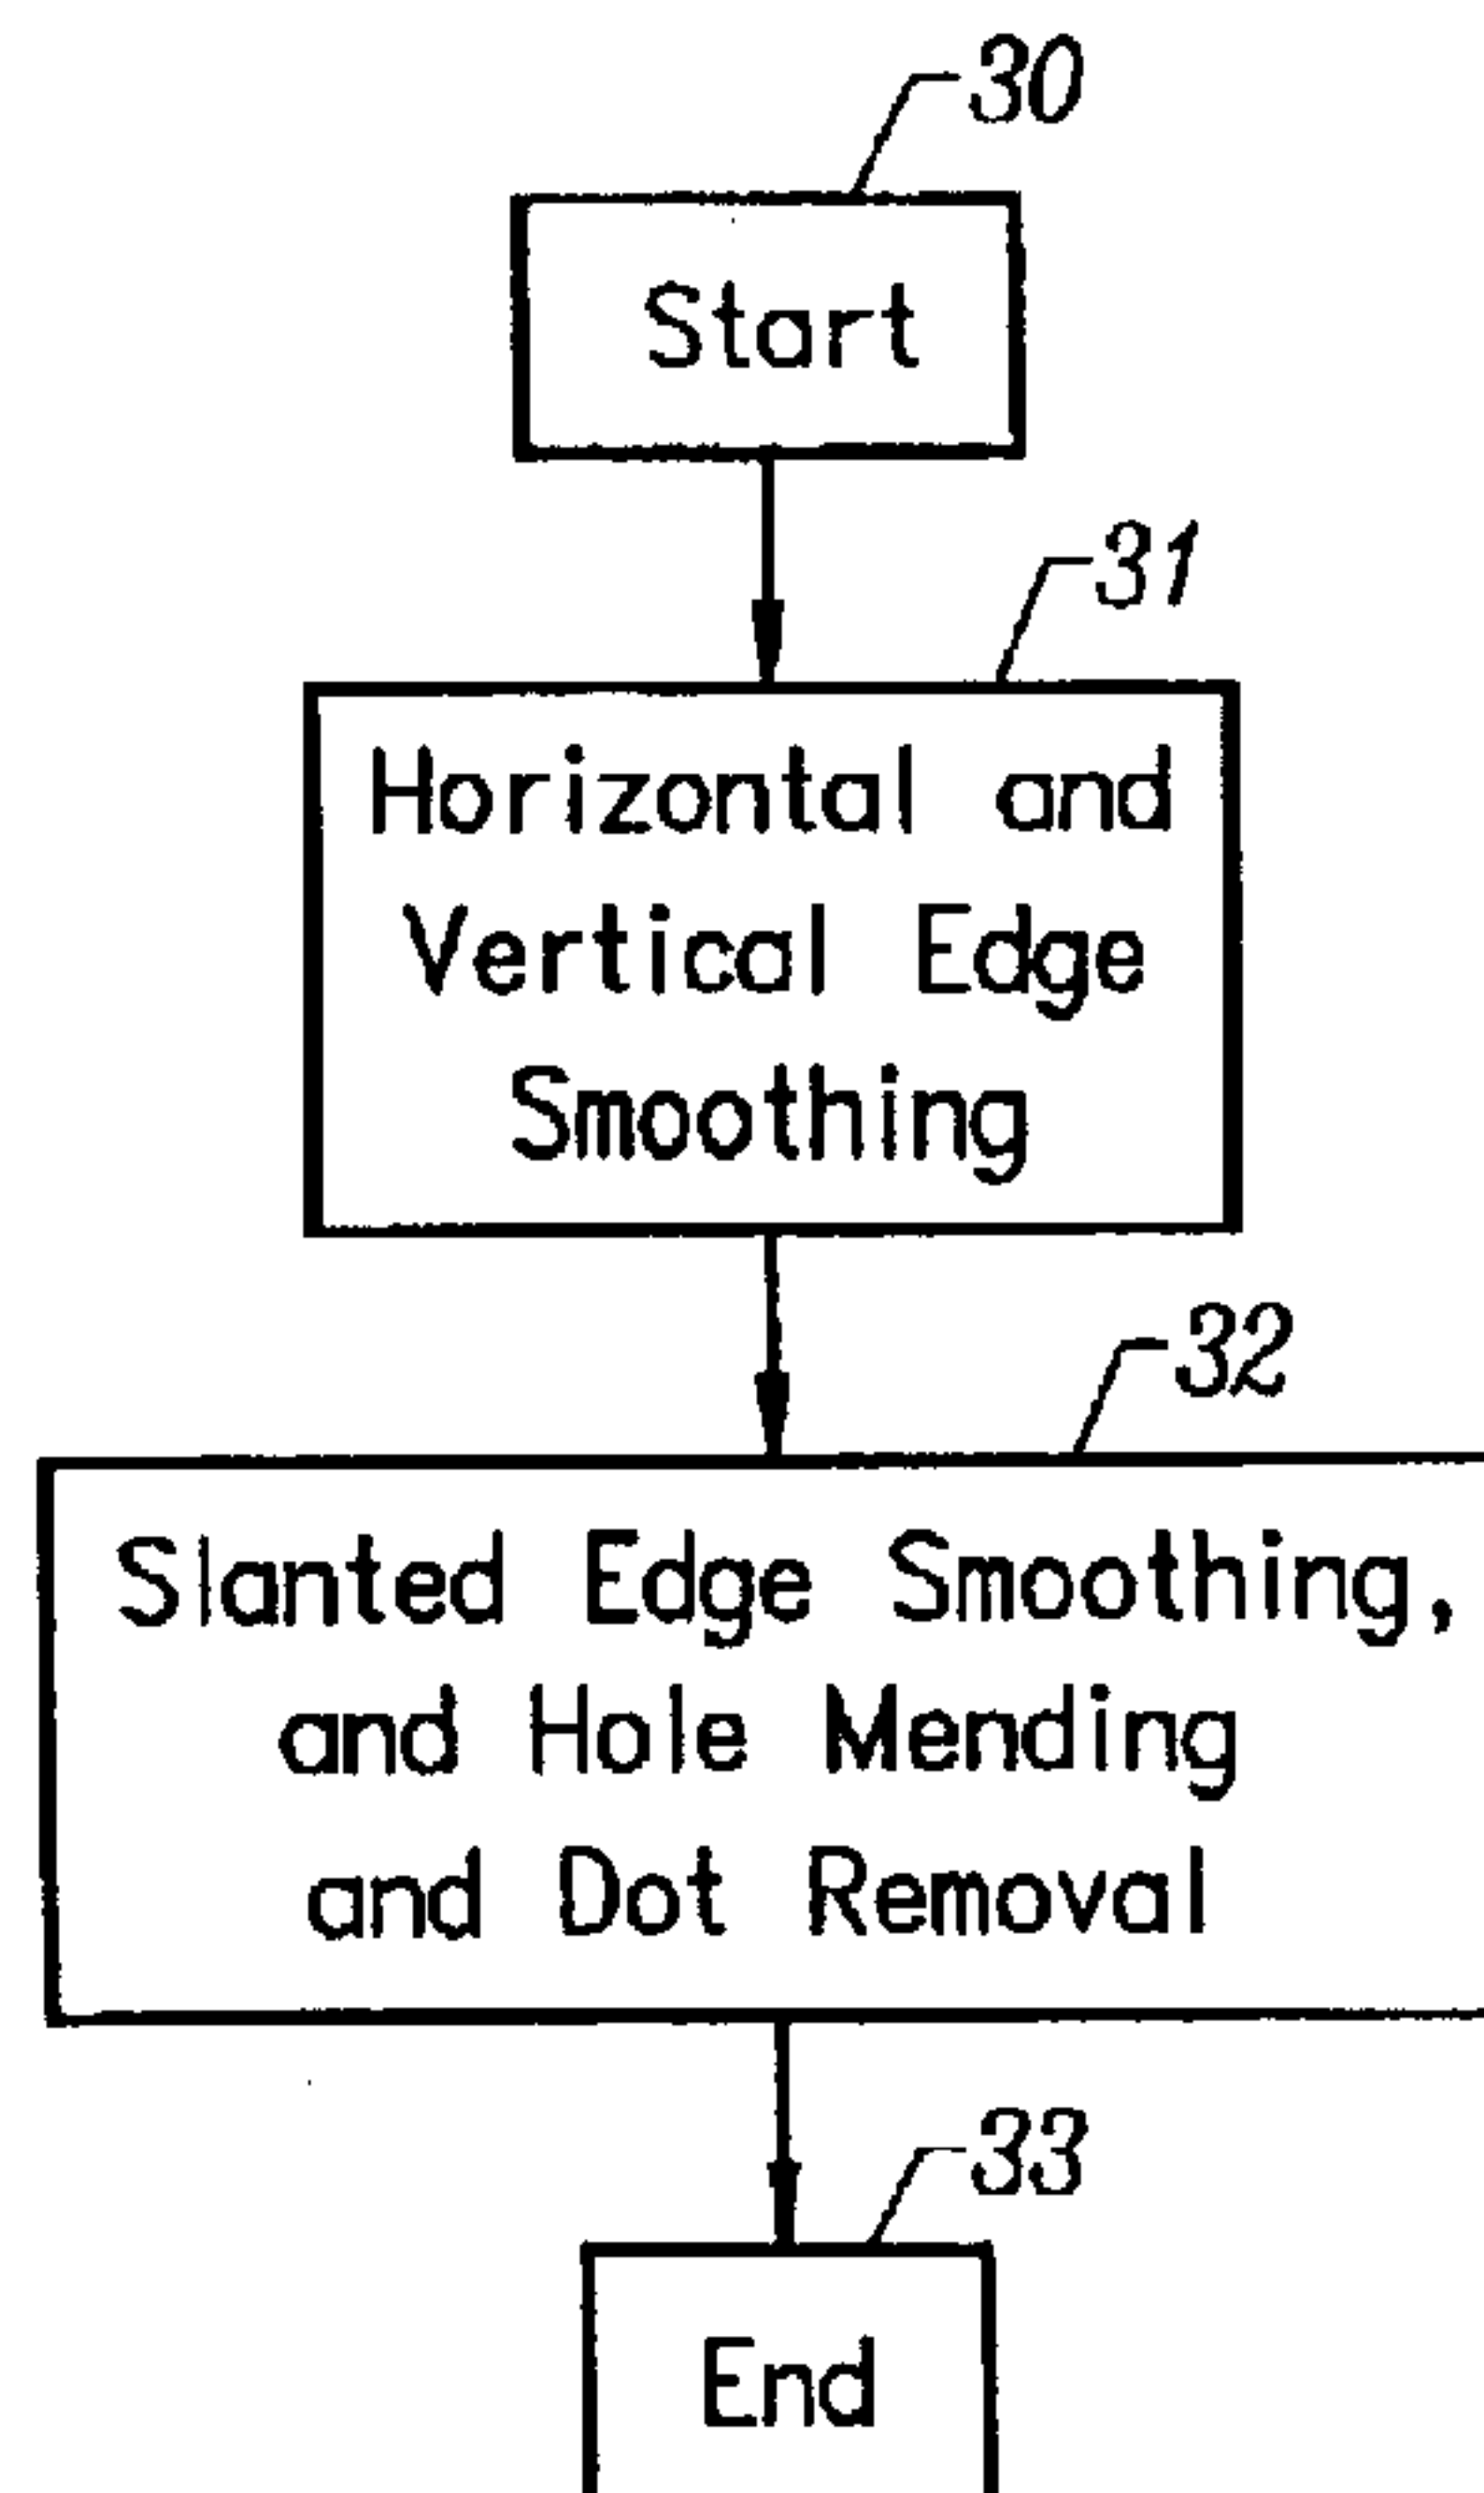 30
Start
31
Horizontal and
Vertical Edge
Smoothing
32
Slanted Edge Smoothing,
and Hole Mending
and Dot Removal
33
End